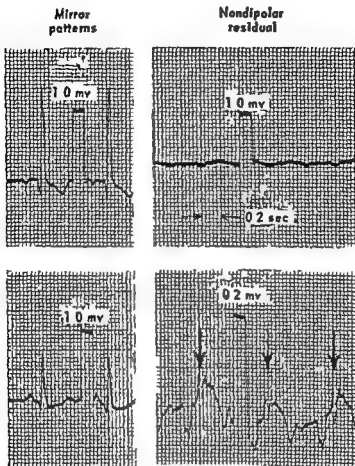 Mirror patterns
Nondipolar residual
1 0 mv
1 0 mv
0 2 sec
1 0 mv
0 2 mv